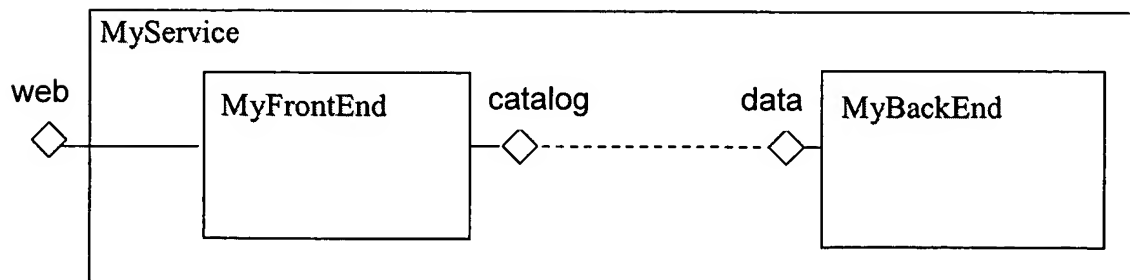 MyService
web
MyFrontEnd
catalog
data
MyBackEnd